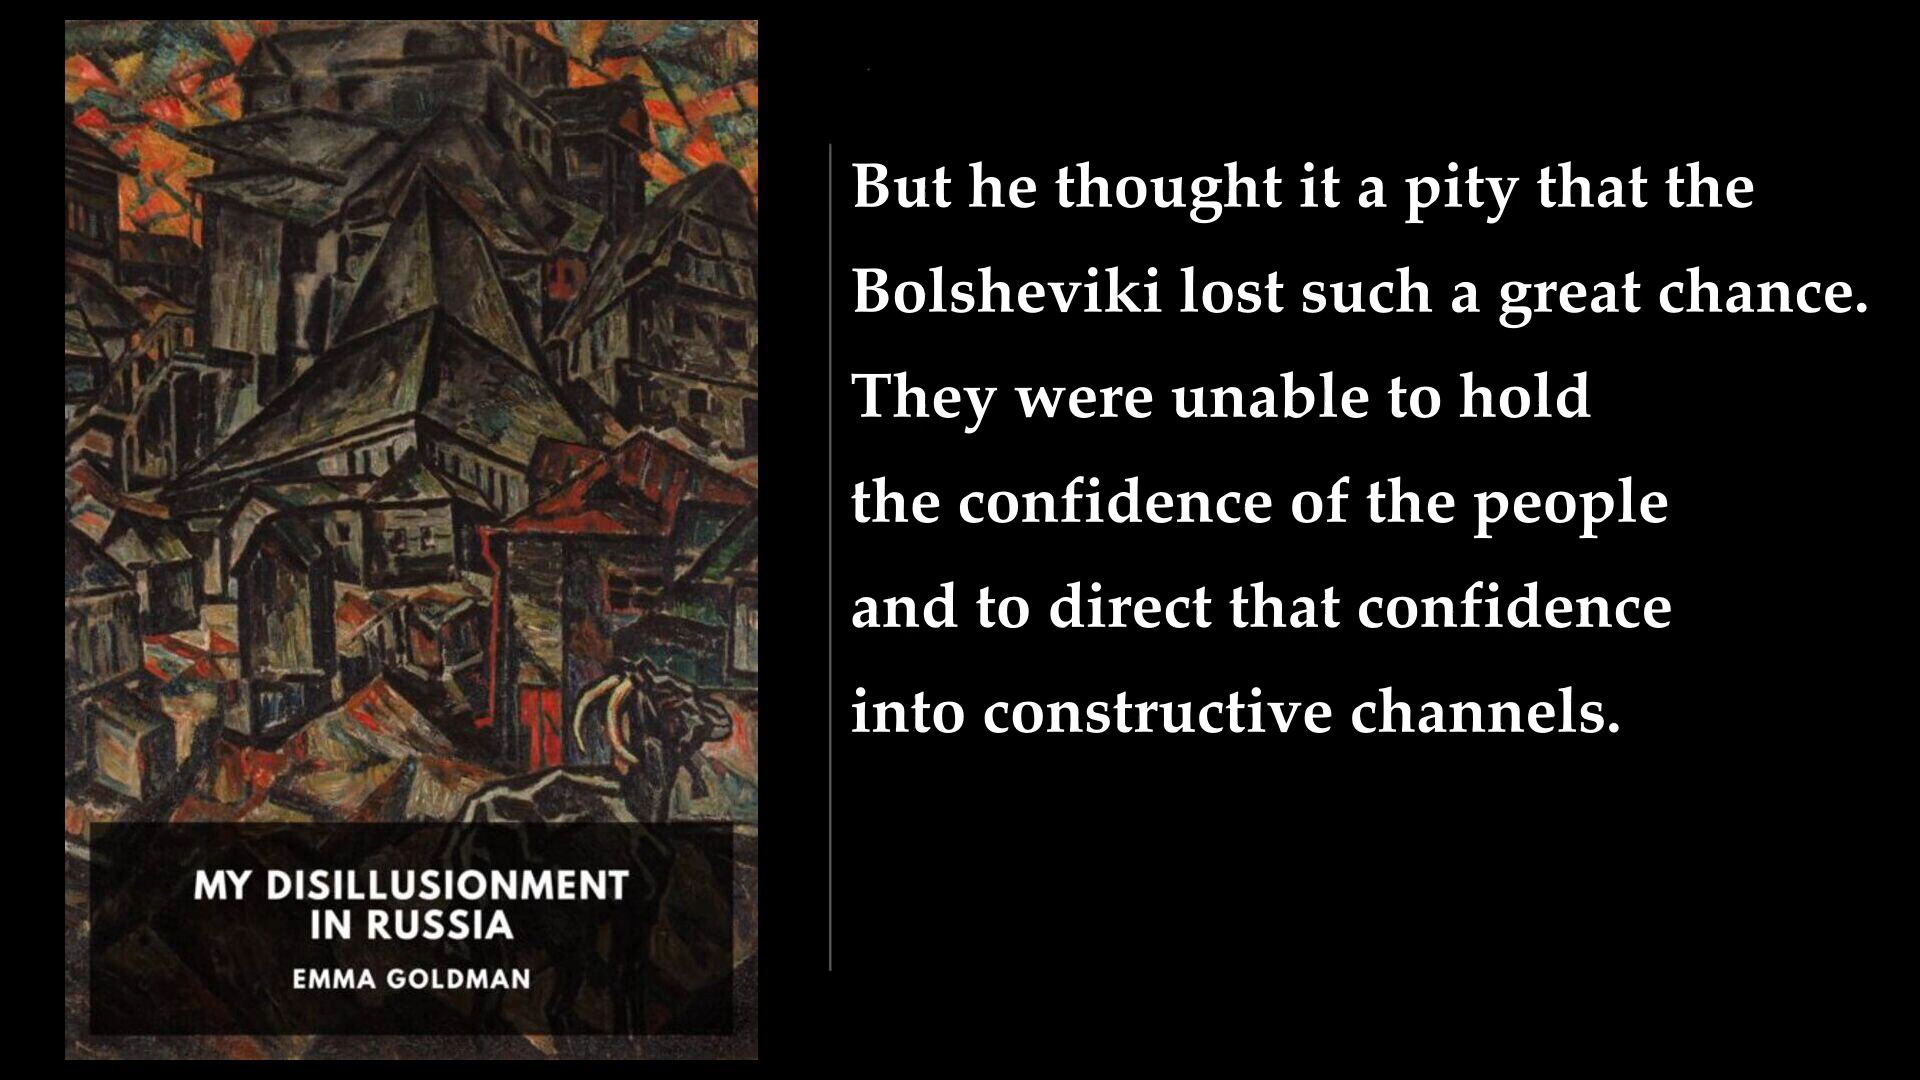 MY DISILLUSIONMENT
IN RUSSIA
EMMA GOLDMAN
But he thought it a pity that the
Bolsheviki lost such a great chance.
They were unable to hold
the confidence of the people
and to direct that confidence
into constructive channels.